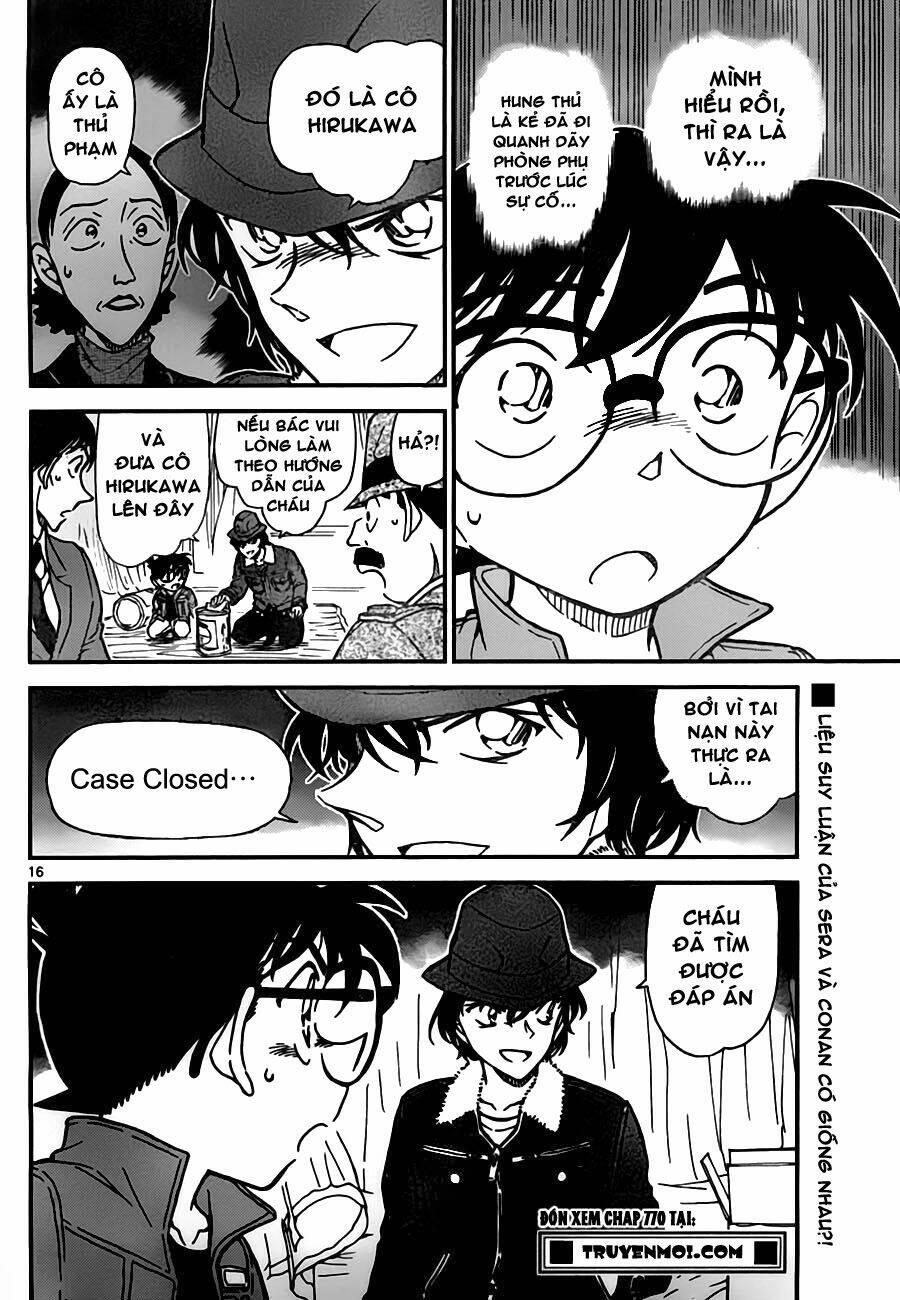 MÌNH
HIỂU RỒI,
THÌ RA LÀ
VẬY...
HUNG THỦ
LÀ KẺ ĐÃ ĐI
QUANH DÃY
PHÒNG PHỤ
TRƯỚC LÚC
SỰ CỐ...
ĐÓ LÀ CÔ
HIRUKAWA
CÔ
ẤY LÀ
THỦ
PHẠM
HẢ?!
NẾU BÁC VUI
LÒNG LÀM
THEO HƯỚNG
DẪN CỦA
CHÁU
VÀ
ĐƯA CÔ
HIRUKAWA
LÊN ĐÂY
BỞI VÌ TAI
NẠN NÀY
THỰC RA
LÀ...
Case Closed...
16
CHÁU
ĐÃ TÌM
ĐƯỢC
ĐÁP ÁN
LIỆU SUY LUẬN CỦA SERA VÀ CONAN CÓ GIỐNG NHAU?!
ĐÓN XEM CHAP 770 TẠI:
TRUYENMOI.COM